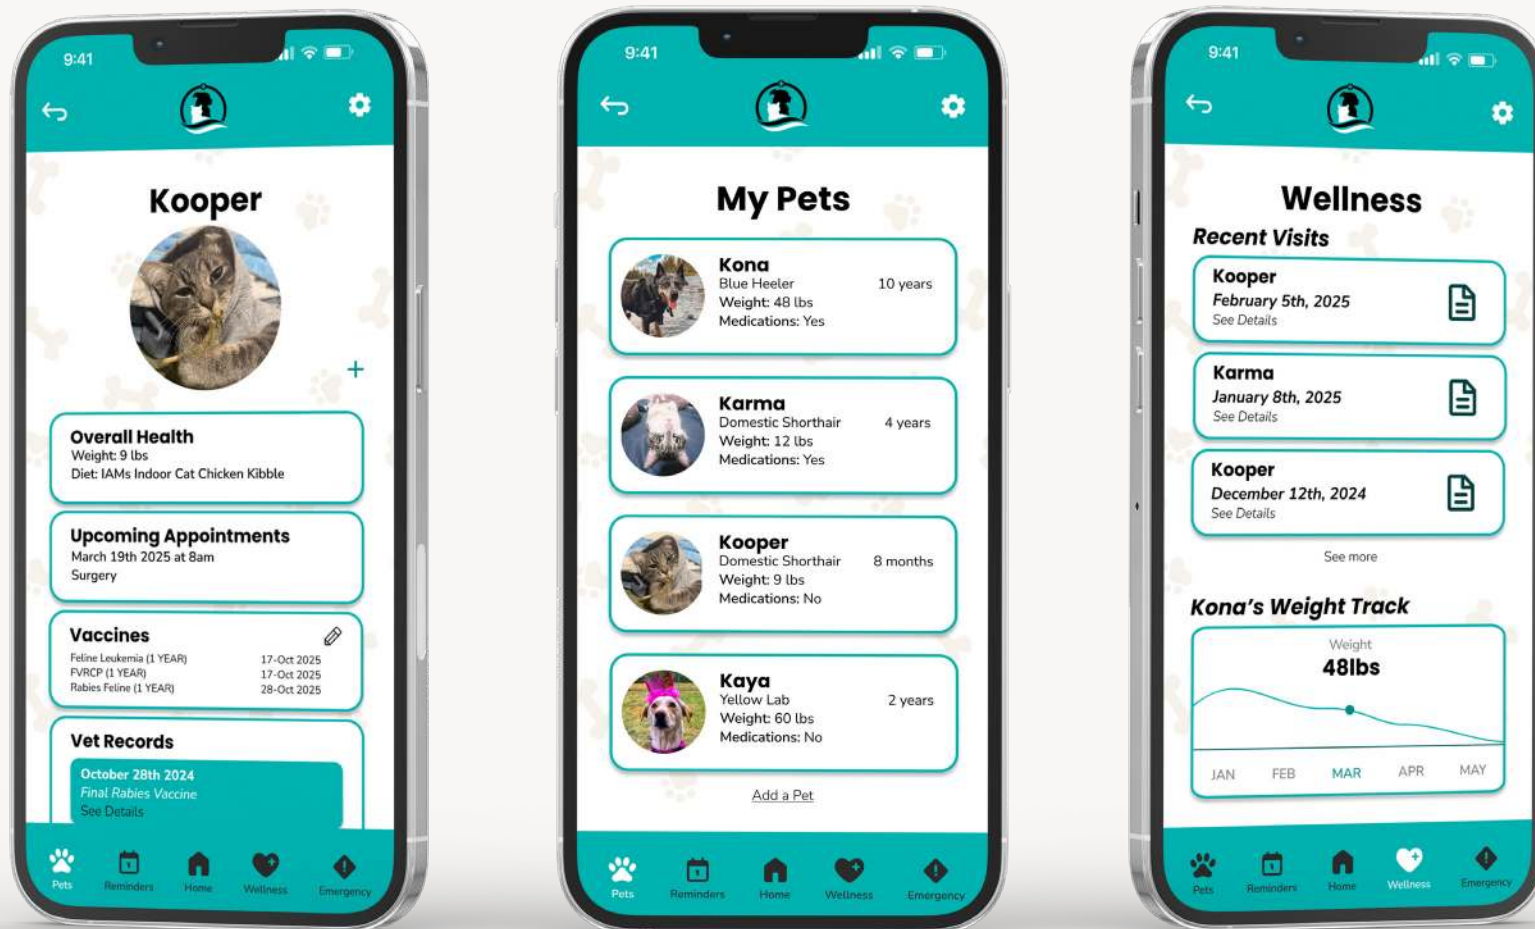 9:41
Kooper
Overall Health
Weight: 9 lbs
Diet: IAMs Indoor Cat Chicken Kibble
Upcoming Appointments
March 19th 2025 at 8am
Surgery
Vaccines
Feline Leukemia (1 YEAR) 17-Oct 2025
FVRCP (1 YEAR) 17-Oct 2025
Rabies Feline (1 YEAR) 28-Oct 2025
Vet Records
October 28th 2024
Final Rabies Vaccine
See Details
Pets Reminders Home Wellness Emergency
9:41
My Pets
Kona
Blue Heeler 10 years
Weight: 48 lbs
Medications: Yes
Karma
Domestic Shorthair 4 years
Weight: 12 lbs
Medications: Yes
Kooper
Domestic Shorthair 8 months
Weight: 9 lbs
Medications: No
Kaya
Yellow Lab 2 years
Weight: 60 lbs
Medications: No
Add a Pet
Pets Reminders Home Wellness Emergency
9:41
Wellness
Recent Visits
Kooper
February 5th, 2025
See Details
Karma
January 8th, 2025
See Details
Kooper
December 12th, 2024
See Details
See more
Kona's Weight Track
Weight
48lbs
JAN FEB MAR APR MAY
Pets Reminders Home Wellness Emergency